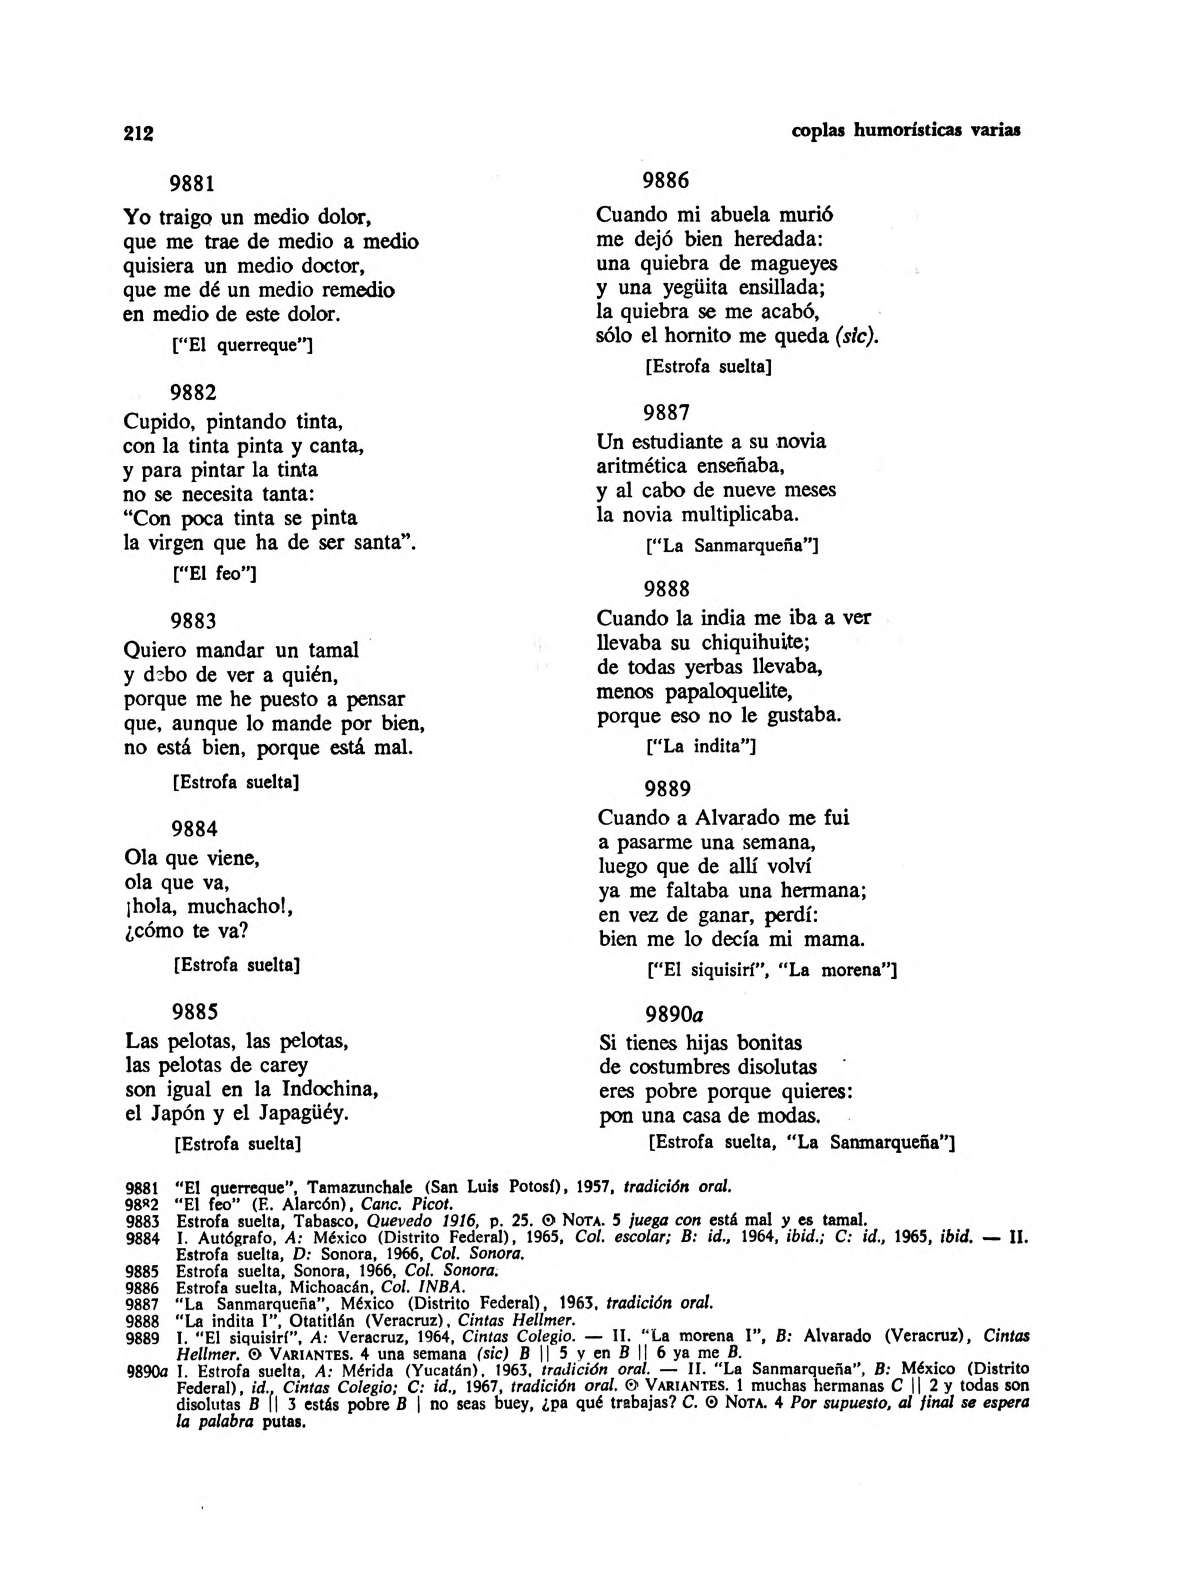 212
coplas humorísticas varias
9881
Yo traigo un medio dolor,
que me trae de medio a medio
quisiera un medio doctor,
que me dé un medio remedio
en medio de este dolor.
["El querreque"]
9882
Cupido, pintando tinta,
con la tinta pinta y canta,
y para pintar la tinta
no se necesita tanta:
"Con poca tinta se pinta
la virgen que ha de ser santa".
["El feo"]
9883
Quiero mandar un tamal
y debo de ver a quién,
porque me he puesto a pensar
que, aunque lo mande por bien,
no está bien, porque está mal.
[Estrofa suelta]
9884
Ola que viene,
ola que va,
¡hola, muchacho!,
¿cómo te va?
[Estrofa suelta]
9885
Las pelotas, las pelotas,
las pelotas de carey
son igual en la Indochina,
el Japón y el Japagüéy.
[Estrofa suelta]
9886
Cuando mi abuela murió
me dejó bien heredada:
una quiebra de magueyes
y una yegüita ensillada;
la quiebra se me acabó,
sólo el hornito me queda (sic).
[Estrofa suelta]
9887
Un estudiante a su novia
aritmética enseñaba,
y al cabo de nueve meses
la novia multiplicaba.
["La Sanmarqueña"]
9888
Cuando la india me iba a ver
llevaba su chiquihuite;
de todas yerbas llevaba,
menos papaloquelite,
porque eso no le gustaba.
["La indita"]
9889
Cuando a Alvarado me fui
a pasarme una semana,
luego que de allí volví
ya me faltaba una hermana;
en vez de ganar, perdí:
bien me lo decía mi mama.
["El siquisirí", "La morena"]
9890a
Si tienes hijas bonitas
de costumbres disolutas
eres pobre porque quieres:
pon una casa de modas.
[Estrofa suelta, "La Sanmarqueña"]
9881 "El querreque", Tamazunchale (San Luis Potosí), 1957, tradición oral.
9882 "El feo" (E. Alarcón), Canc. Picot.
9883 Estrofa suelta, Tabasco, Quevedo 1916, p. 25. ⊙ NOTA. 5 juega con está mal y es tamal.
9884 I. Autógrafo, A: México (Distrito Federal), 1965, Col. escolar; B: id., 1964, ibid.; C: id., 1965, ibid. — II.
Estrofa suelta, D: Sonora, 1966, Col. Sonora.
9885 Estrofa suelta, Sonora, 1966, Col. Sonora.
9886 Estrofa suelta, Michoacán, Col. INBA.
9887 "La Sanmarqueña", México (Distrito Federal), 1963, tradición oral.
9888 "La indita I", Otatitlán (Veracruz), Cintas Hellmer.
9889 I. "El siquisirí", A: Veracruz, 1964, Cintas Colegio. — II. "La morena I", B: Alvarado (Veracruz), Cintas
Hellmer. ⊙ VARIANTES. 4 una semana (sic) B || 5 y en B || 6 ya me B.
9890a I. Estrofa suelta, A: Mérida (Yucatán), 1963, tradición oral. — II. "La Sanmarqueña", B: México (Distrito
Federal), id., Cintas Colegio; C: id., 1967, tradición oral. ⊙ VARIANTES. 1 muchas hermanas C || 2 y todas son
disolutas B || 3 estás pobre B | no seas buey, ¿pa qué trabajas? C. ⊙ NOTA. 4 Por supuesto, al final se espera
la palabra putas.